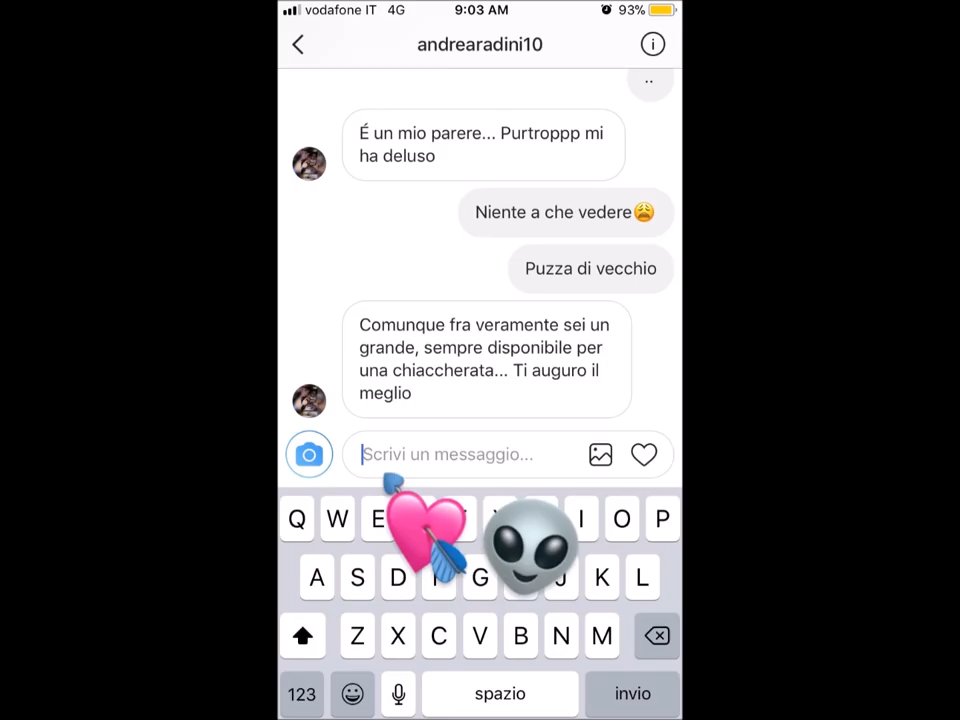 vodafone IT 4G 9:03 AM 93%
andrearadini10
..
É un mio parere... Purtroppp mi
ha deluso
Niente a che vedere😩
Puzza di vecchio
Comunque fra veramente sei un
grande, sempre disponibile per
una chiaccherata... Ti auguro il
meglio
Scrivi un messaggio...
Q W E I O P
A S D G J K L
Z X C V B N M
123 spazio invio